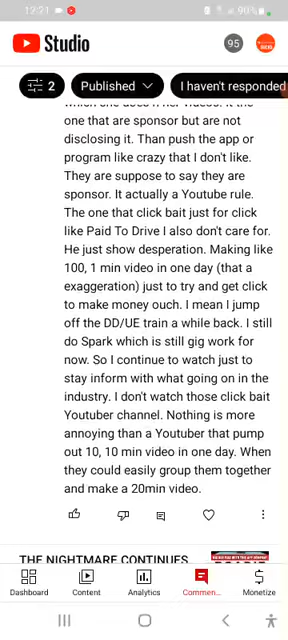 12:21
90%
Studio
95
2
Published
I haven't responded
which she does in her videos. It the
one that are sponsor but are not
disclosing it. Than push the app or
program like crazy that I don't like.
They are suppose to say they are
sponsor. It actually a Youtube rule.
The one that click bait just for click
like Paid To Drive I also don't care for.
He just show desperation. Making like
100, 1 min video in one day (that a
exaggeration) just to try and get click
to make money ouch. I mean I jump
off the DD/UE train a while back. I still
do Spark which is still gig work for
now. So I continue to watch just to
stay inform with what going on in the
industry. I don't watch those click bait
Youtuber channel. Nothing is more
annoying than a Youtuber that pump
out 10, 10 min video in one day. When
they could easily group them together
and make a 20min video.
THE NIGHTMARE CONTINUES
Dashboard
Content
Analytics
Commen...
Monetize